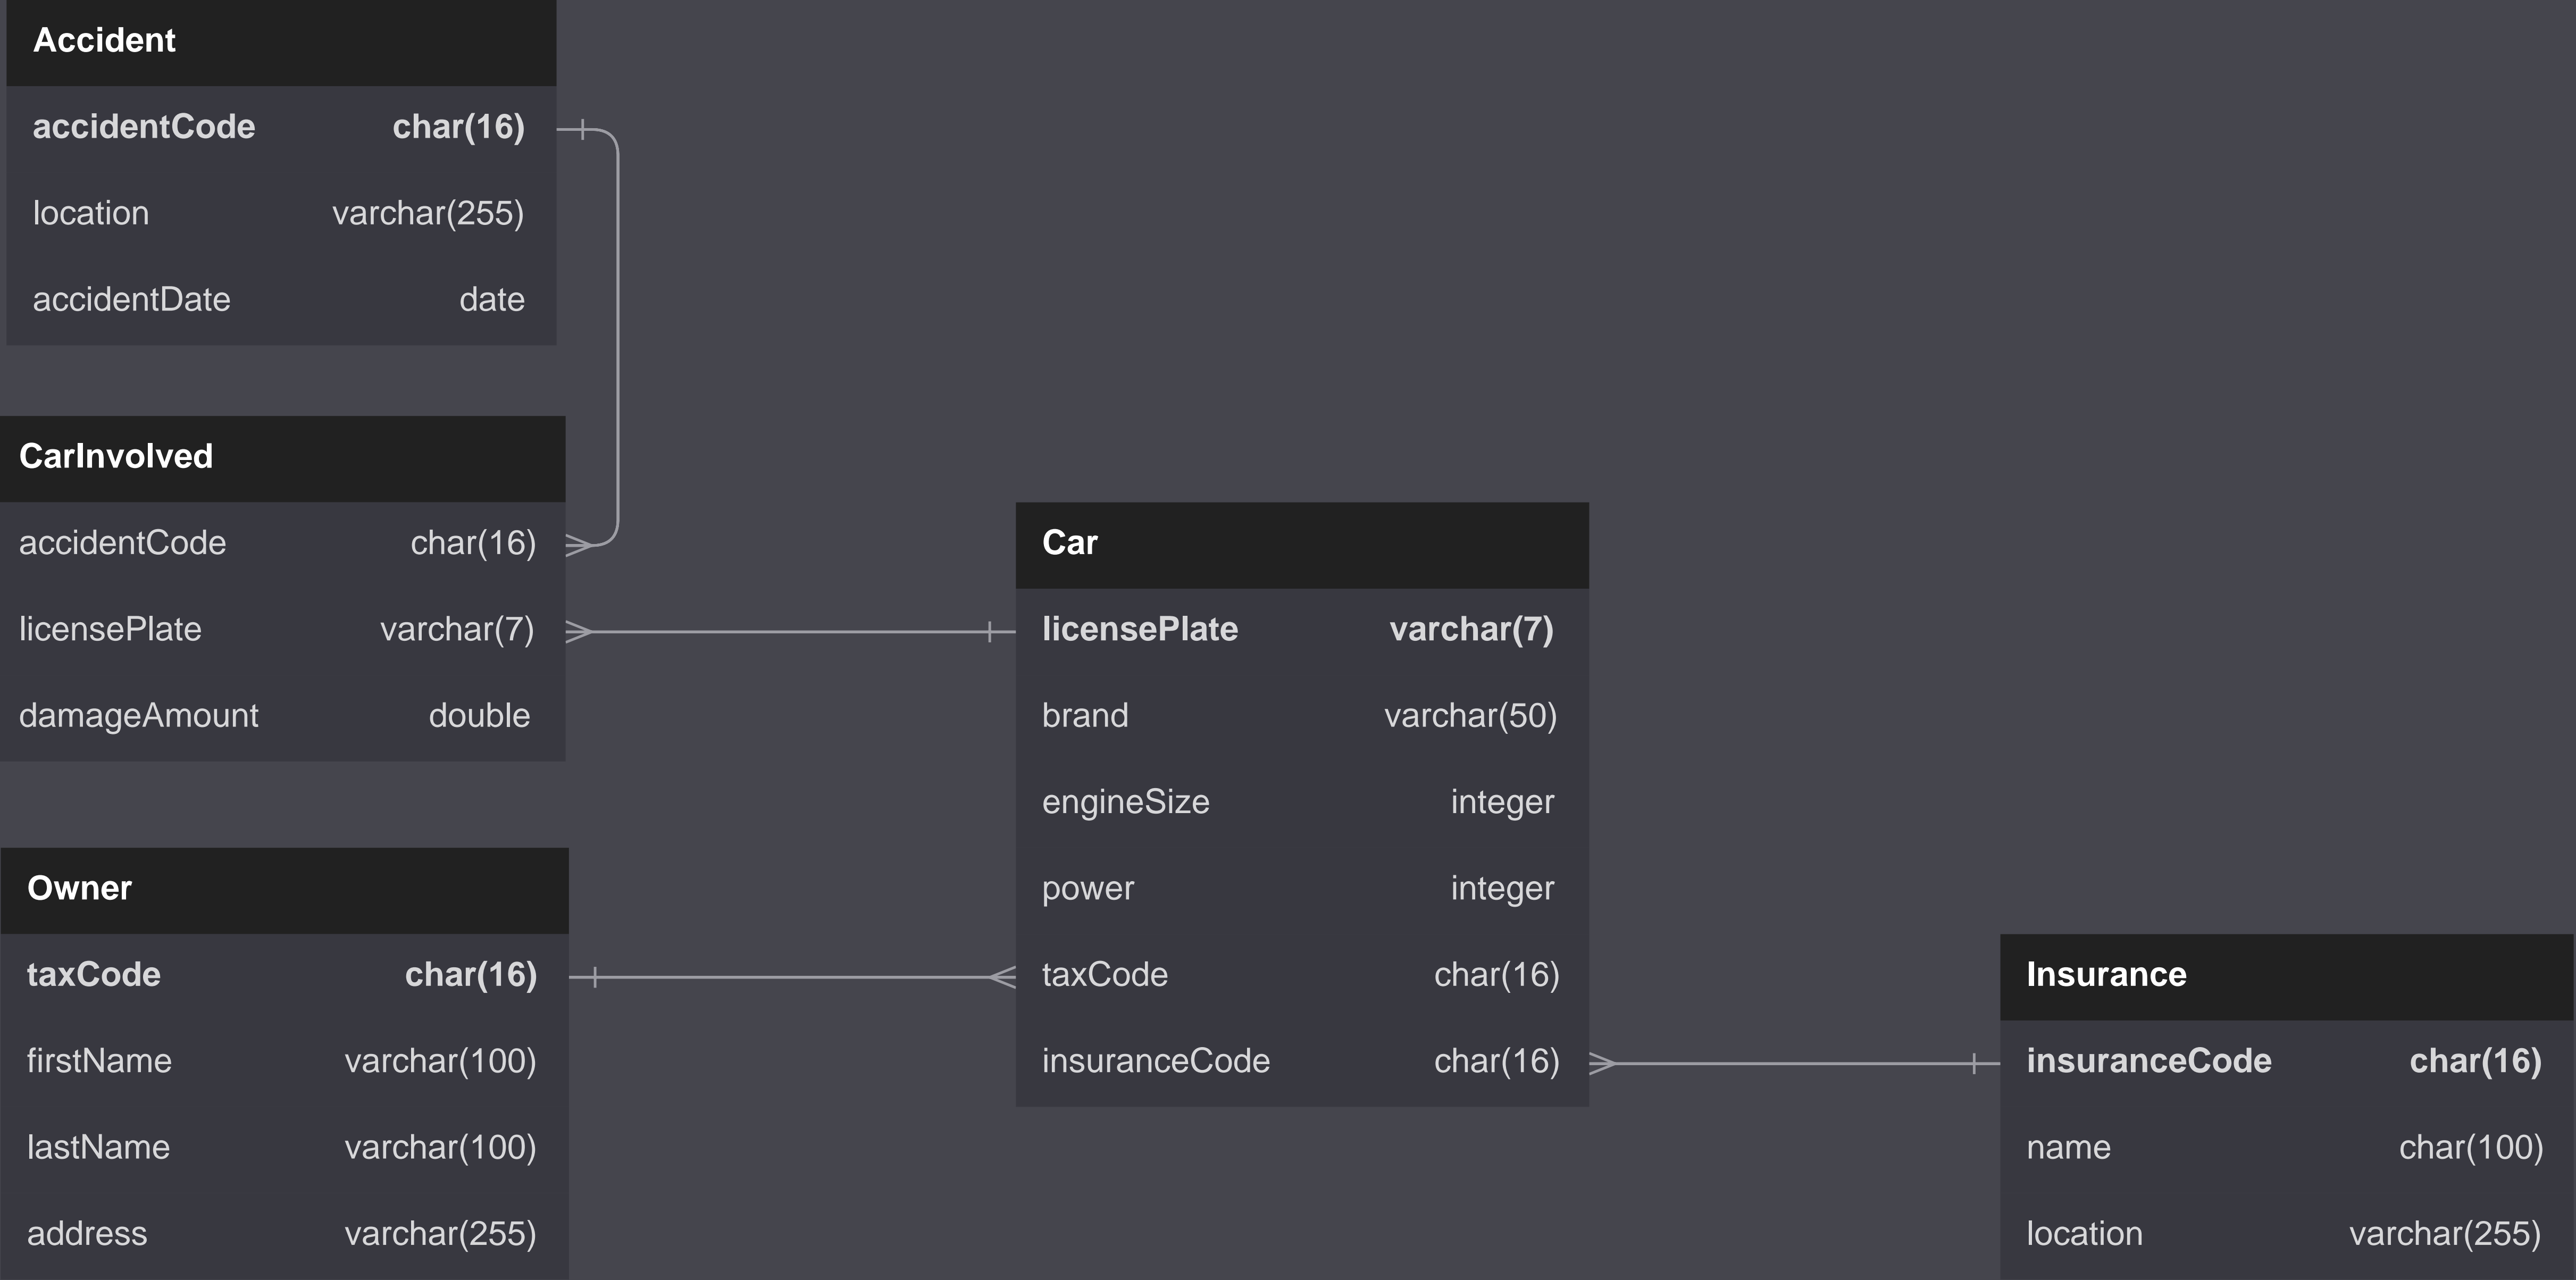 Accident
accidentCode char(16)
location varchar(255)
accidentDate date
CarInvolved
accidentCode char(16)
licensePlate varchar(7)
damageAmount double
Car
licensePlate varchar(7)
brand varchar(50)
engineSize integer
power integer
taxCode char(16)
insuranceCode char(16)
Owner
taxCode char(16)
firstName varchar(100)
lastName varchar(100)
address varchar(255)
Insurance
insuranceCode char(16)
name char(100)
location varchar(255)